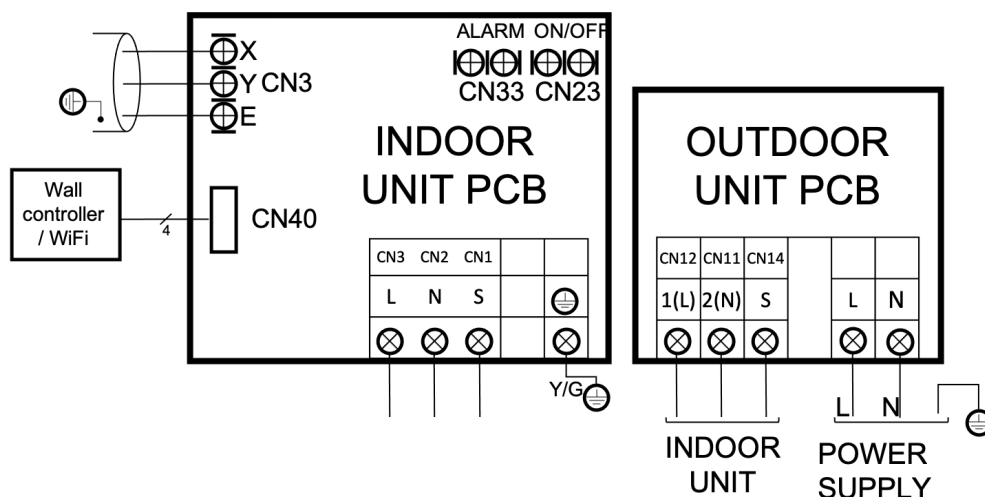 ALARM ON/OFF
X
Y CN3
E
CN33 CN23
INDOOR
UNIT PCB
Wall
controller
/ WiFi
4
CN40
CN3 CN2 CN1
L N S
Y/G
OUTDOOR
UNIT PCB
CN12 CN11 CN14
1(L) 2(N) S L N
L N
INDOOR
UNIT
POWER
SUPPLY